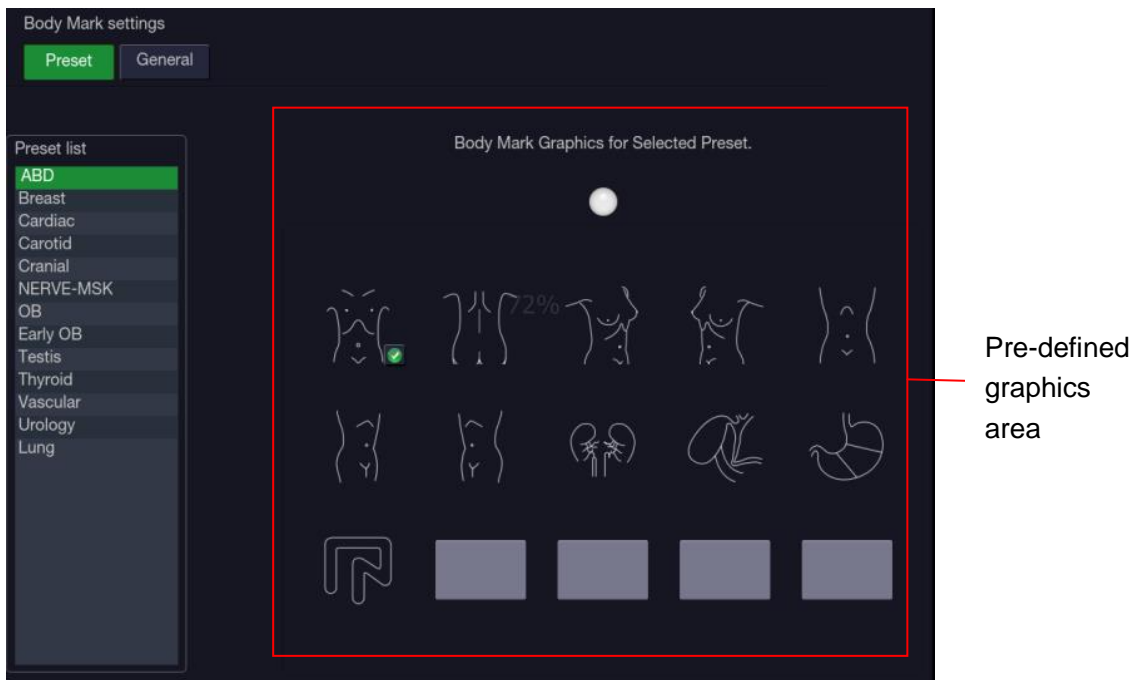 Body Mark settings
Preset
General
Preset list
ABD
Breast
Cardiac
Carotid
Cranial
NERVE-MSK
OB
Early OB
Testis
Thyroid
Vascular
Urology
Lung
Body Mark Graphics for Selected Preset.
72%
Pre-defined
graphics
area